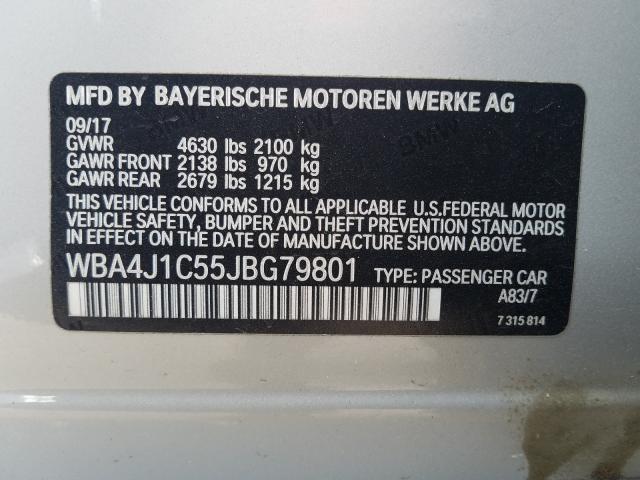 MFD BY BAYERISCHE MOTOREN WERKE AG
09/17
GVWR 4630 lbs 2100 kg
GAWR FRONT 2138 lbs 970 kg
GAWR REAR 2679 lbs 1215 kg
THIS VEHICLE CONFORMS TO ALL APPLICABLE U.S.FEDERAL MOTOR
VEHICLE SAFETY, BUMPER AND THEFT PREVENTION STANDARDS
IN EFFECT ON THE DATE OF MANUFACTURE SHOWN ABOVE.
WBA4J1C55JBG79801 TYPE: PASSENGER CAR
A83/7
7 315 814
BMW